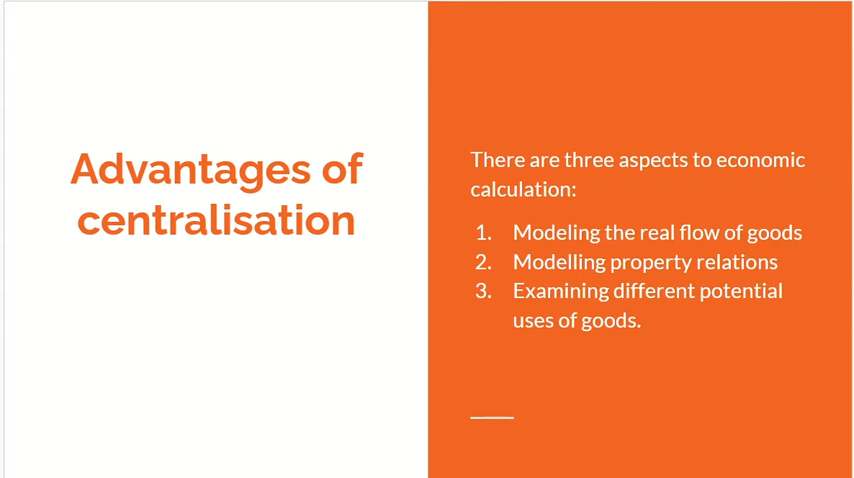 Advantages of
centralisation
There are three aspects to economic
calculation:
1. Modeling the real flow of goods
2. Modelling property relations
3. Examining different potential
uses of goods.